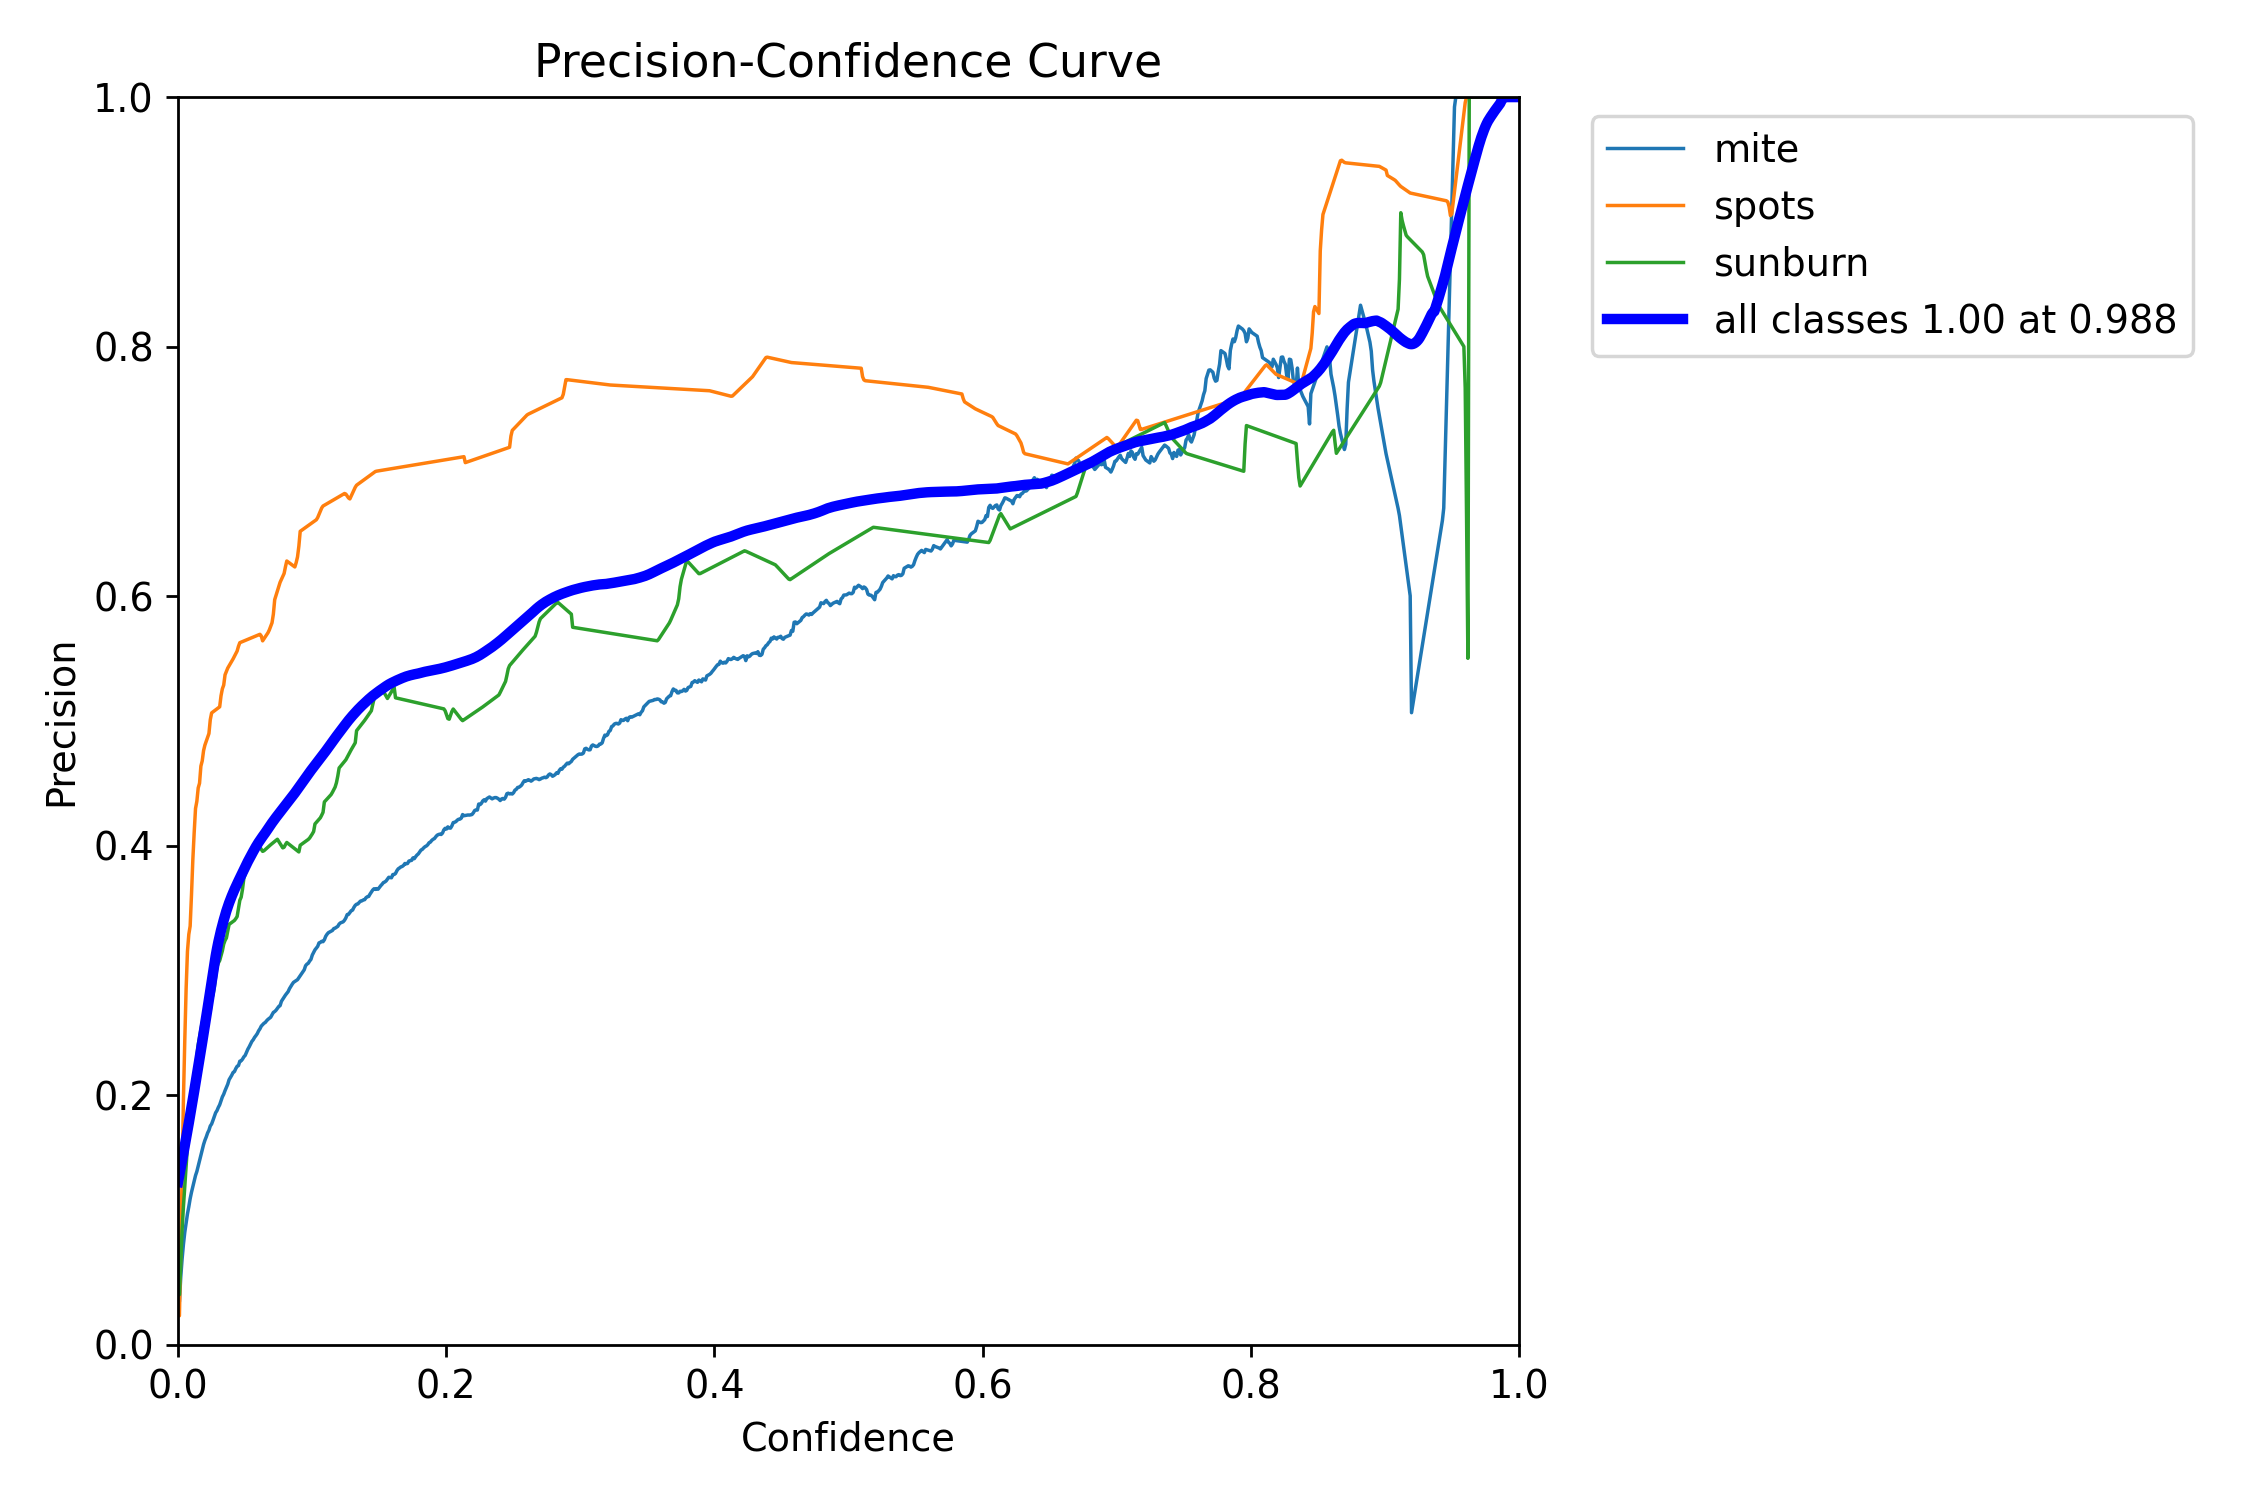 Precision-Confidence Curve
1.0
0.8
0.6
0.4
0.2
0.0
Precision
0.0 0.2 0.4 0.6 0.8 1.0
Confidence
mite
spots
sunburn
all classes 1.00 at 0.988